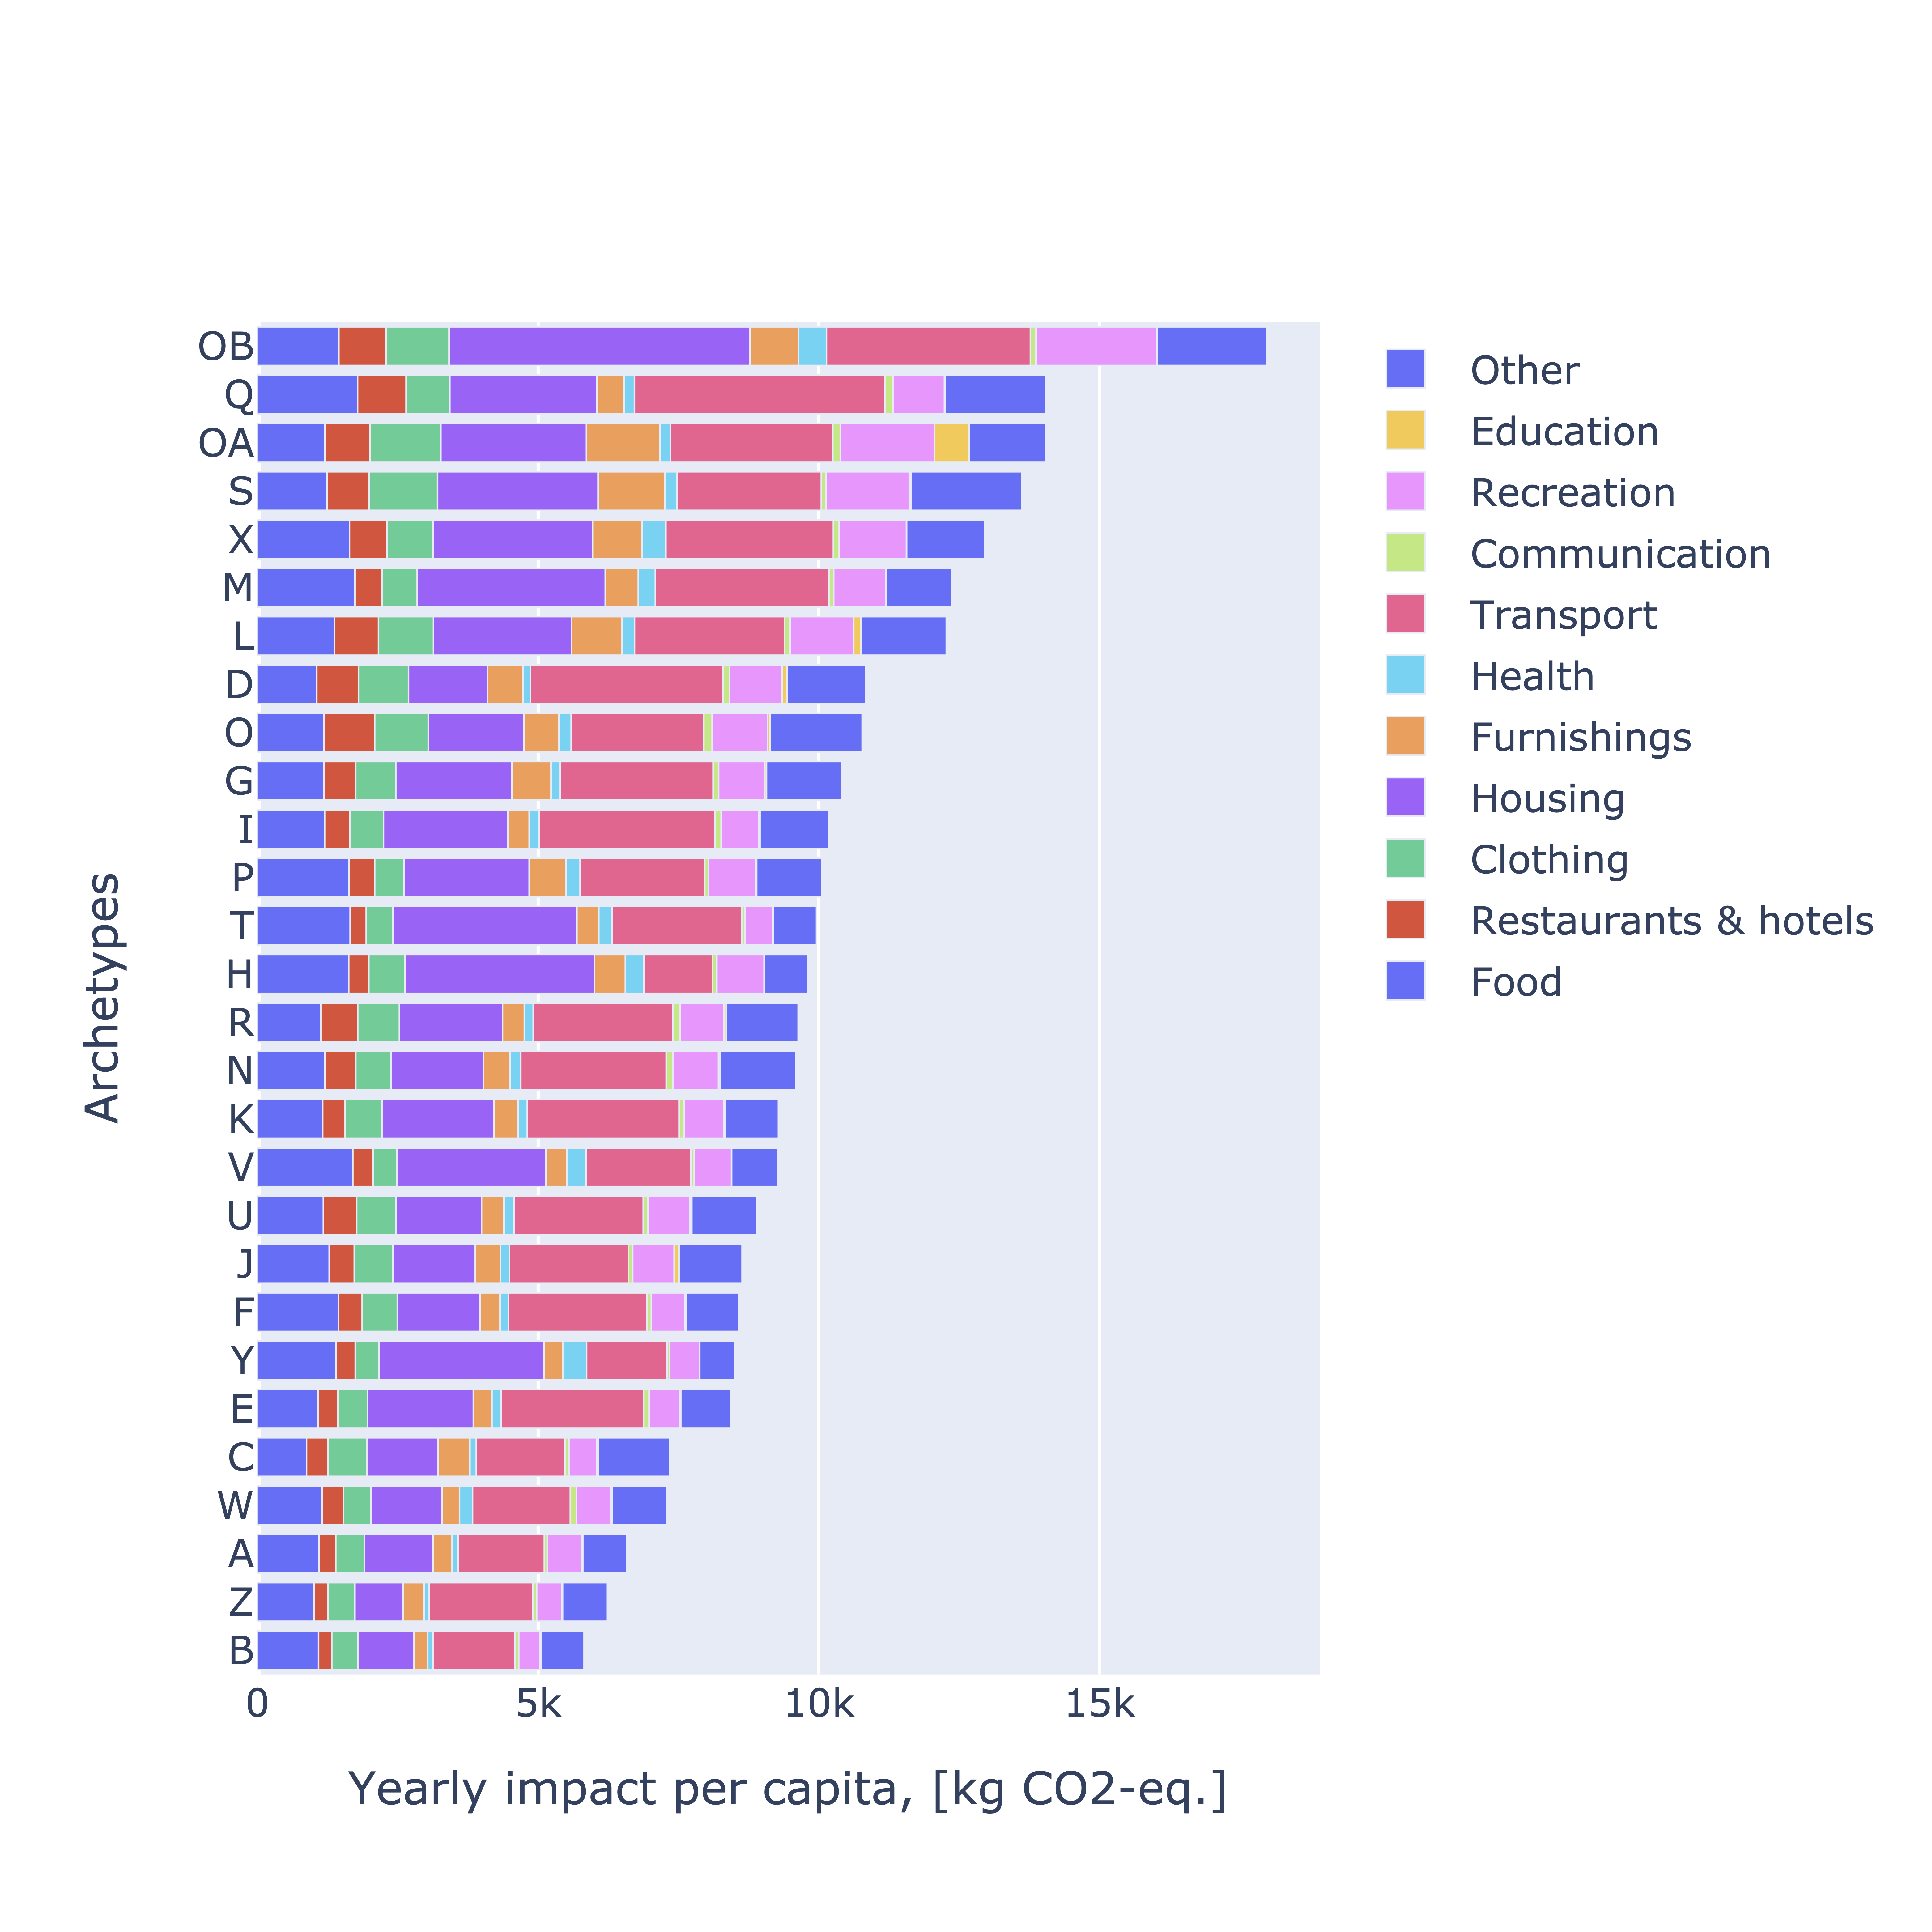 Archetypes
OB
Q
OA
S
X
M
L
D
O
G
I
P
T
H
R
N
K
V
U
J
F
Y
E
C
W
A
Z
B
0 5k 10k 15k
Yearly impact per capita, [kg CO2-eq.]
Other
Education
Recreation
Communication
Transport
Health
Furnishings
Housing
Clothing
Restaurants & hotels
Food